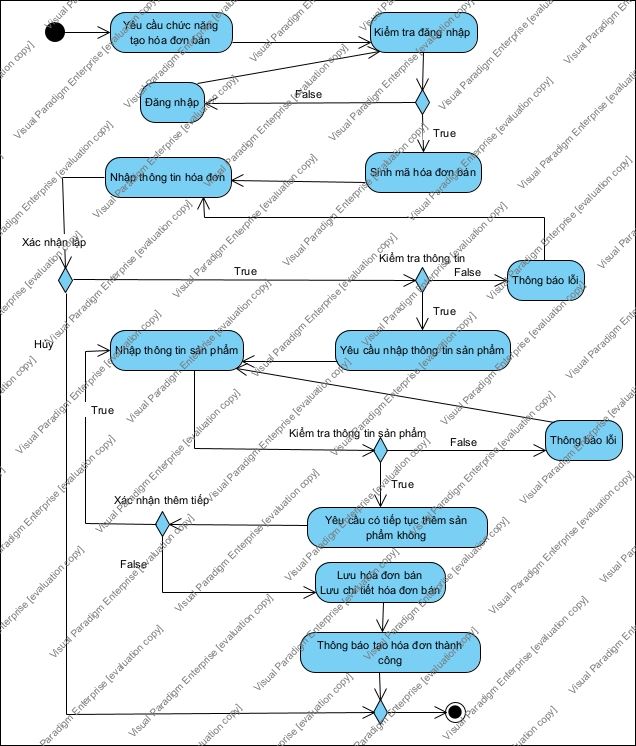 Yêu cầu chức năng
tạo hóa đơn bán
Kiểm tra đăng nhập
Đăng nhập
False
True
Nhập thông tin hóa đơn
Sinh mã hóa đơn bán
Xác nhận lập
True
Kiểm tra thông tin
False
Thông báo lỗi
True
Hủy
Nhập thông tin sản phẩm
Yêu cầu nhập thông tin sản phẩm
True
Kiểm tra thông tin sản phẩm
False
Thông báo lỗi
True
Xác nhận thêm tiếp
Yêu cầu có tiếp tục thêm sản
phẩm không
False
Lưu hóa đơn bán
Lưu chi tiết hóa đơn bán
Thông báo tạo hóa đơn thành
công
Visual Paradigm Enterprise [evaluation copy]